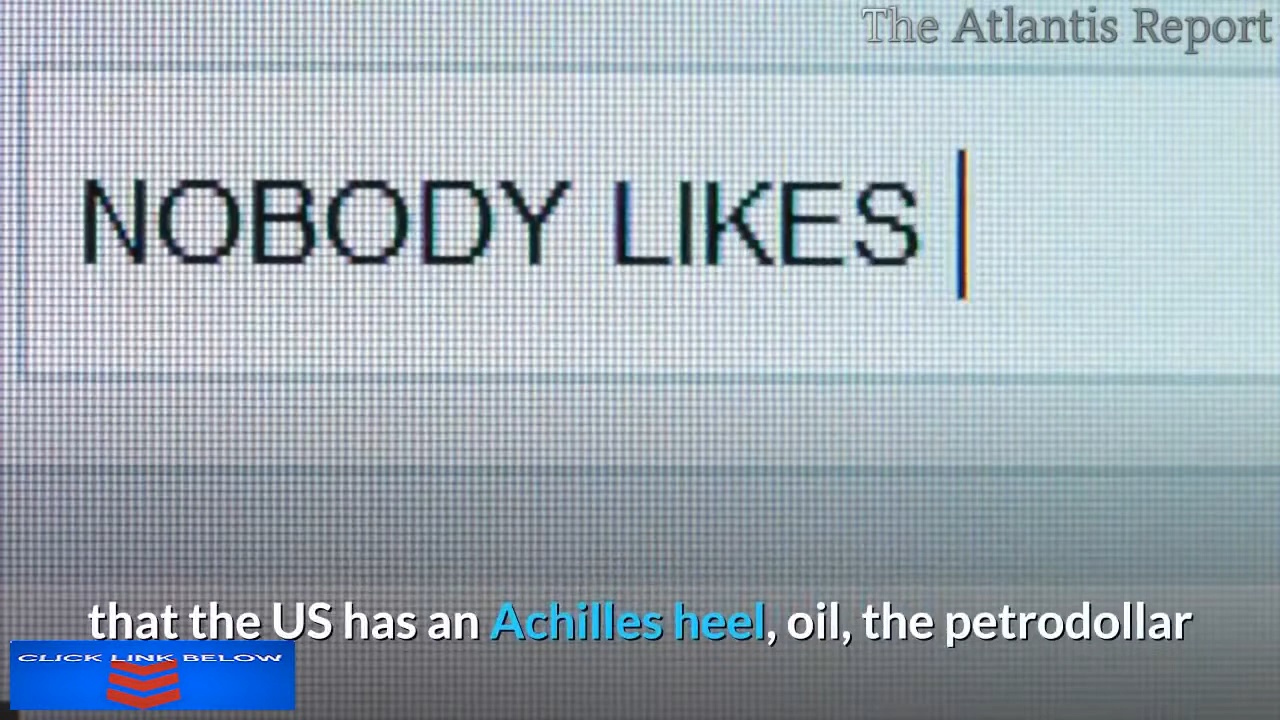 The Atlantis Report
NOBODY LIKES
that the US has an Achilles heel, oil, the petrodollar
CLICK LINK BELOW